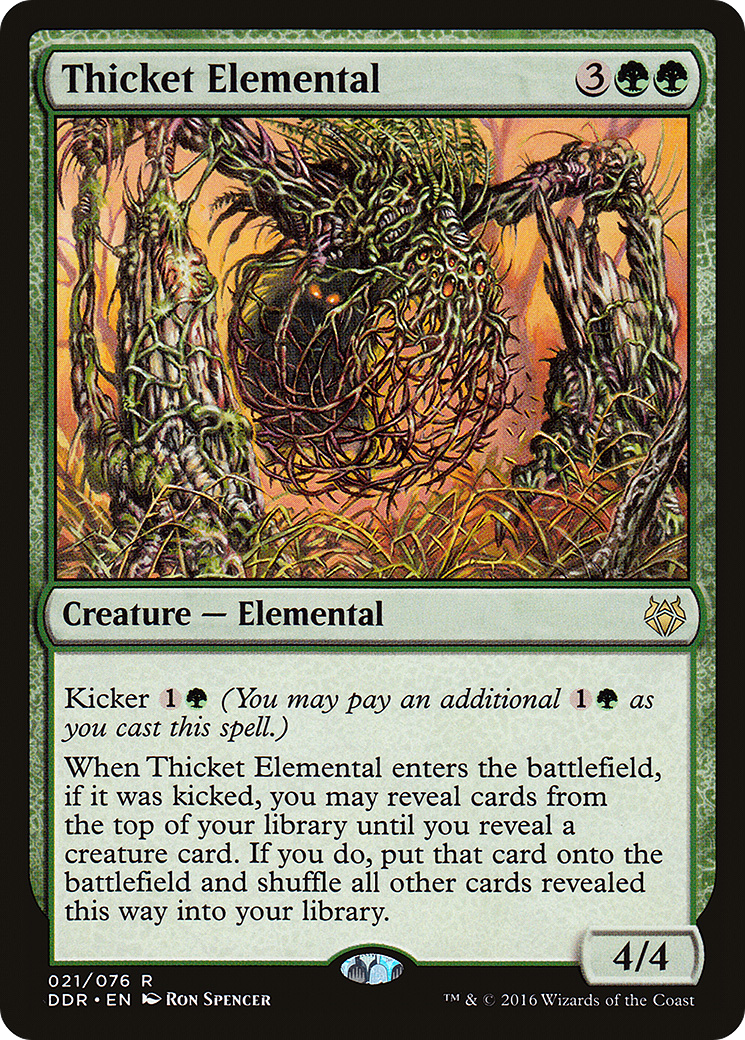 Thicket Elemental 3
Creature — Elemental
Kicker 1 (You may pay an additional 1 as
you cast this spell.)
When Thicket Elemental enters the battlefield,
if it was kicked, you may reveal cards from
the top of your library until you reveal a
creature card. If you do, put that card onto the
battlefield and shuffle all other cards revealed
this way into your library.
4/4
021/076 R
DDR • EN Ron Spencer ™ & © 2016 Wizards of the Coast